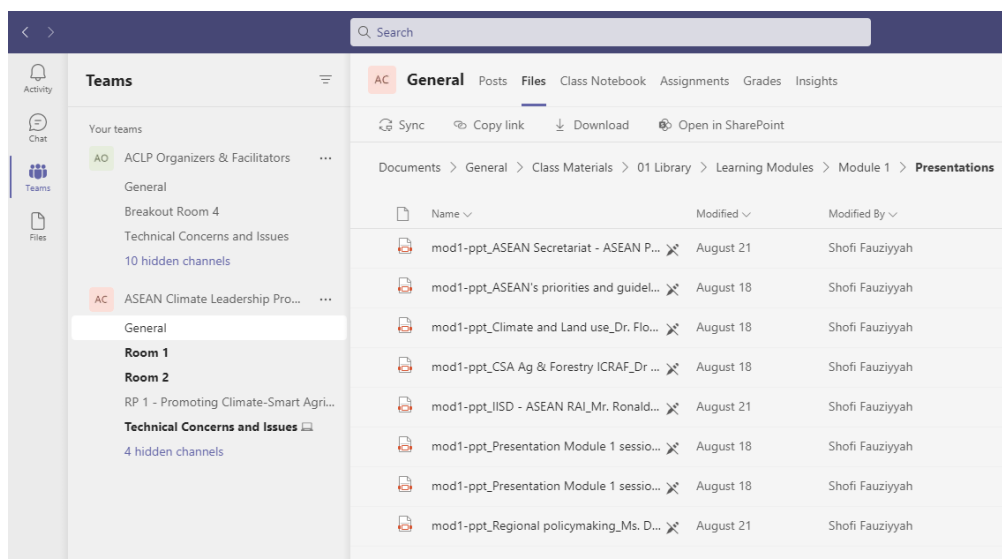 Search
Activity
Chat
Teams
Files
Teams
Your teams
AO ACLP Organizers & Facilitators ...
General
Breakout Room 4
Technical Concerns and Issues
10 hidden channels
AC ASEAN Climate Leadership Pro... ...
General
Room 1
Room 2
RP 1 - Promoting Climate-Smart Agri...
Technical Concerns and Issues
4 hidden channels
AC General Posts Files Class Notebook Assignments Grades Insights
Sync Copy link Download Open in SharePoint
Documents > General > Class Materials > 01 Library > Learning Modules > Module 1 > Presentations
Name Modified Modified By
mod1-ppt_ASEAN Secretariat - ASEAN P... August 21 Shofi Fauziyyah
mod1-ppt_ASEAN's priorities and guidel... August 18 Shofi Fauziyyah
mod1-ppt_Climate and Land use_Dr. Flo... August 18 Shofi Fauziyyah
mod1-ppt_CSA Ag & Forestry ICRAF_Dr ... August 18 Shofi Fauziyyah
mod1-ppt_IISD - ASEAN RAI_Mr. Ronald... August 21 Shofi Fauziyyah
mod1-ppt_Presentation Module 1 sessio... August 18 Shofi Fauziyyah
mod1-ppt_Presentation Module 1 sessio... August 18 Shofi Fauziyyah
mod1-ppt_Regional policymaking_Ms. D... August 21 Shofi Fauziyyah